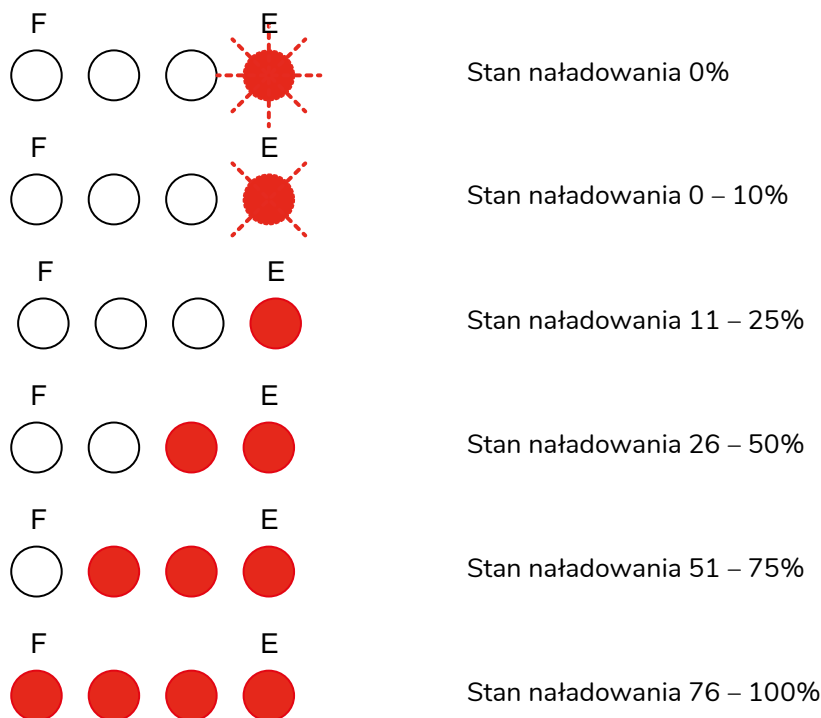 F E
Stan naładowania 0%
F E
Stan naładowania 0 – 10%
F E
Stan naładowania 11 – 25%
F E
Stan naładowania 26 – 50%
F E
Stan naładowania 51 – 75%
F E
Stan naładowania 76 – 100%